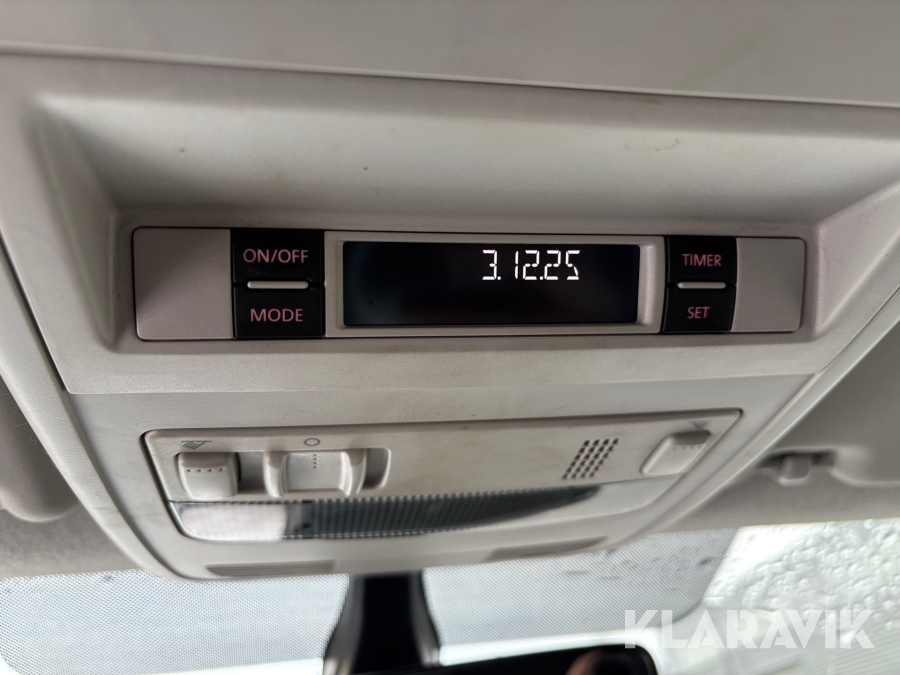 ON/OFF
MODE
3.12.25
TIMER
SET
KLARAVIK